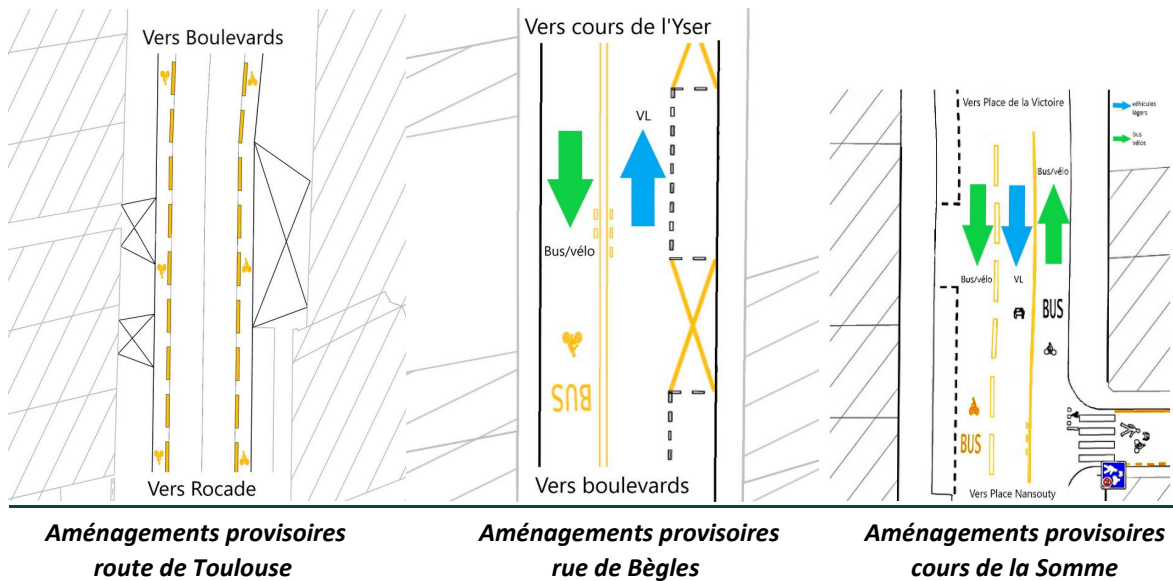 Vers Boulevards
Vers Rocade
Vers cours de l'Yser
VL
Bus/vélo
BUS
Vers boulevards
Vers Place de la Victoire
véhicules
légers
bus
vélos
Bus/vélo
Bus/vélo
VL
BUS
BUS
Vers Place Nansouty
Aménagements provisoires
route de Toulouse
Aménagements provisoires
rue de Bègles
Aménagements provisoires
cours de la Somme